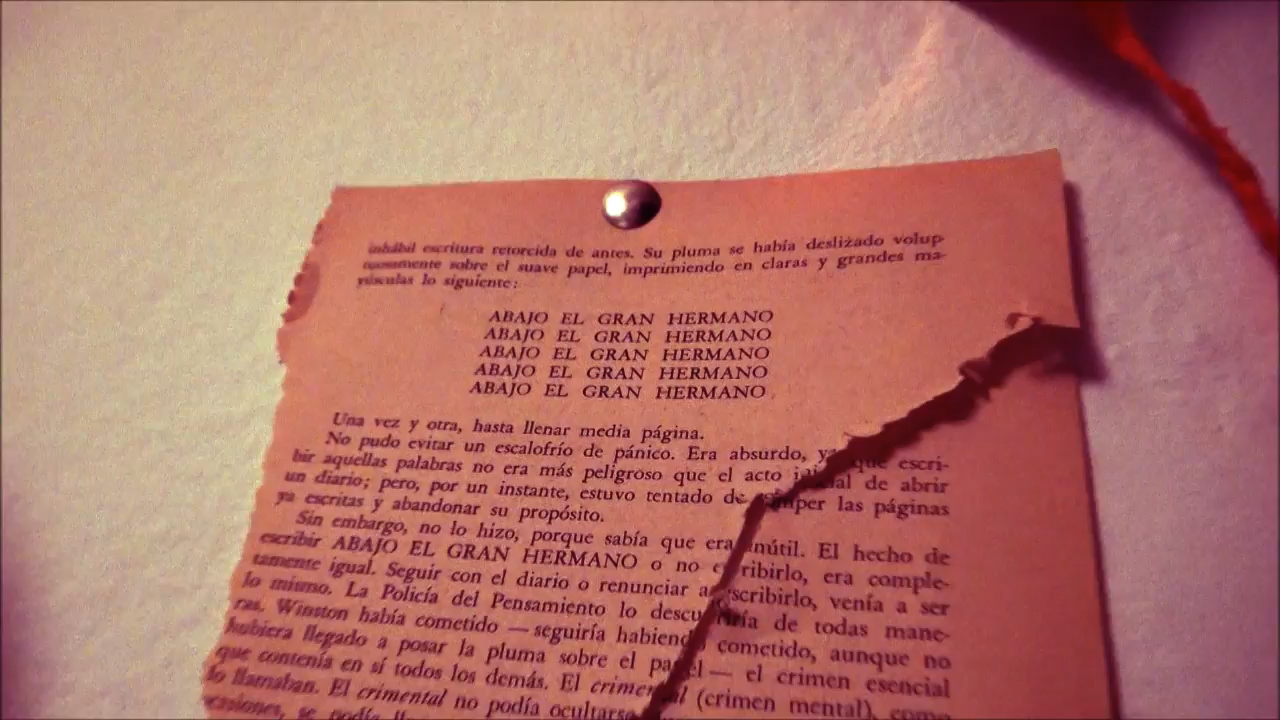 inhábil escritura retorcida de antes. Su pluma se había deslizado volup-
tuosamente sobre el suave papel, imprimiendo en claras y grandes ma-
yúsculas lo siguiente:
ABAJO EL GRAN HERMANO
ABAJO EL GRAN HERMANO
ABAJO EL GRAN HERMANO
ABAJO EL GRAN HERMANO
ABAJO EL GRAN HERMANO
Una vez y otra, hasta llenar media página.
No pudo evitar un escalofrío de pánico. Era absurdo, ya que escri-
bir aquellas palabras no era más peligroso que el acto inicial de abrir
un diario; pero, por un instante, estuvo tentado de romper las páginas
ya escritas y abandonar su propósito.
Sin embargo, no lo hizo, porque sabía que era inútil. El hecho de
escribir ABAJO EL GRAN HERMANO o no escribirlo, era comple-
tamente igual. Seguir con el diario o renunciar a escribirlo, venía a ser
lo mismo. La Policía del Pensamiento lo descubriría de todas mane-
ras. Winston había cometido —seguiría habiendo cometido, aunque no
hubiera llegado a posar la pluma sobre el papel— el crimen esencial
que contenía en sí todos los demás. El crimental (crimen mental), como
lo llamaban. El crimental no podía ocultarse
se podía